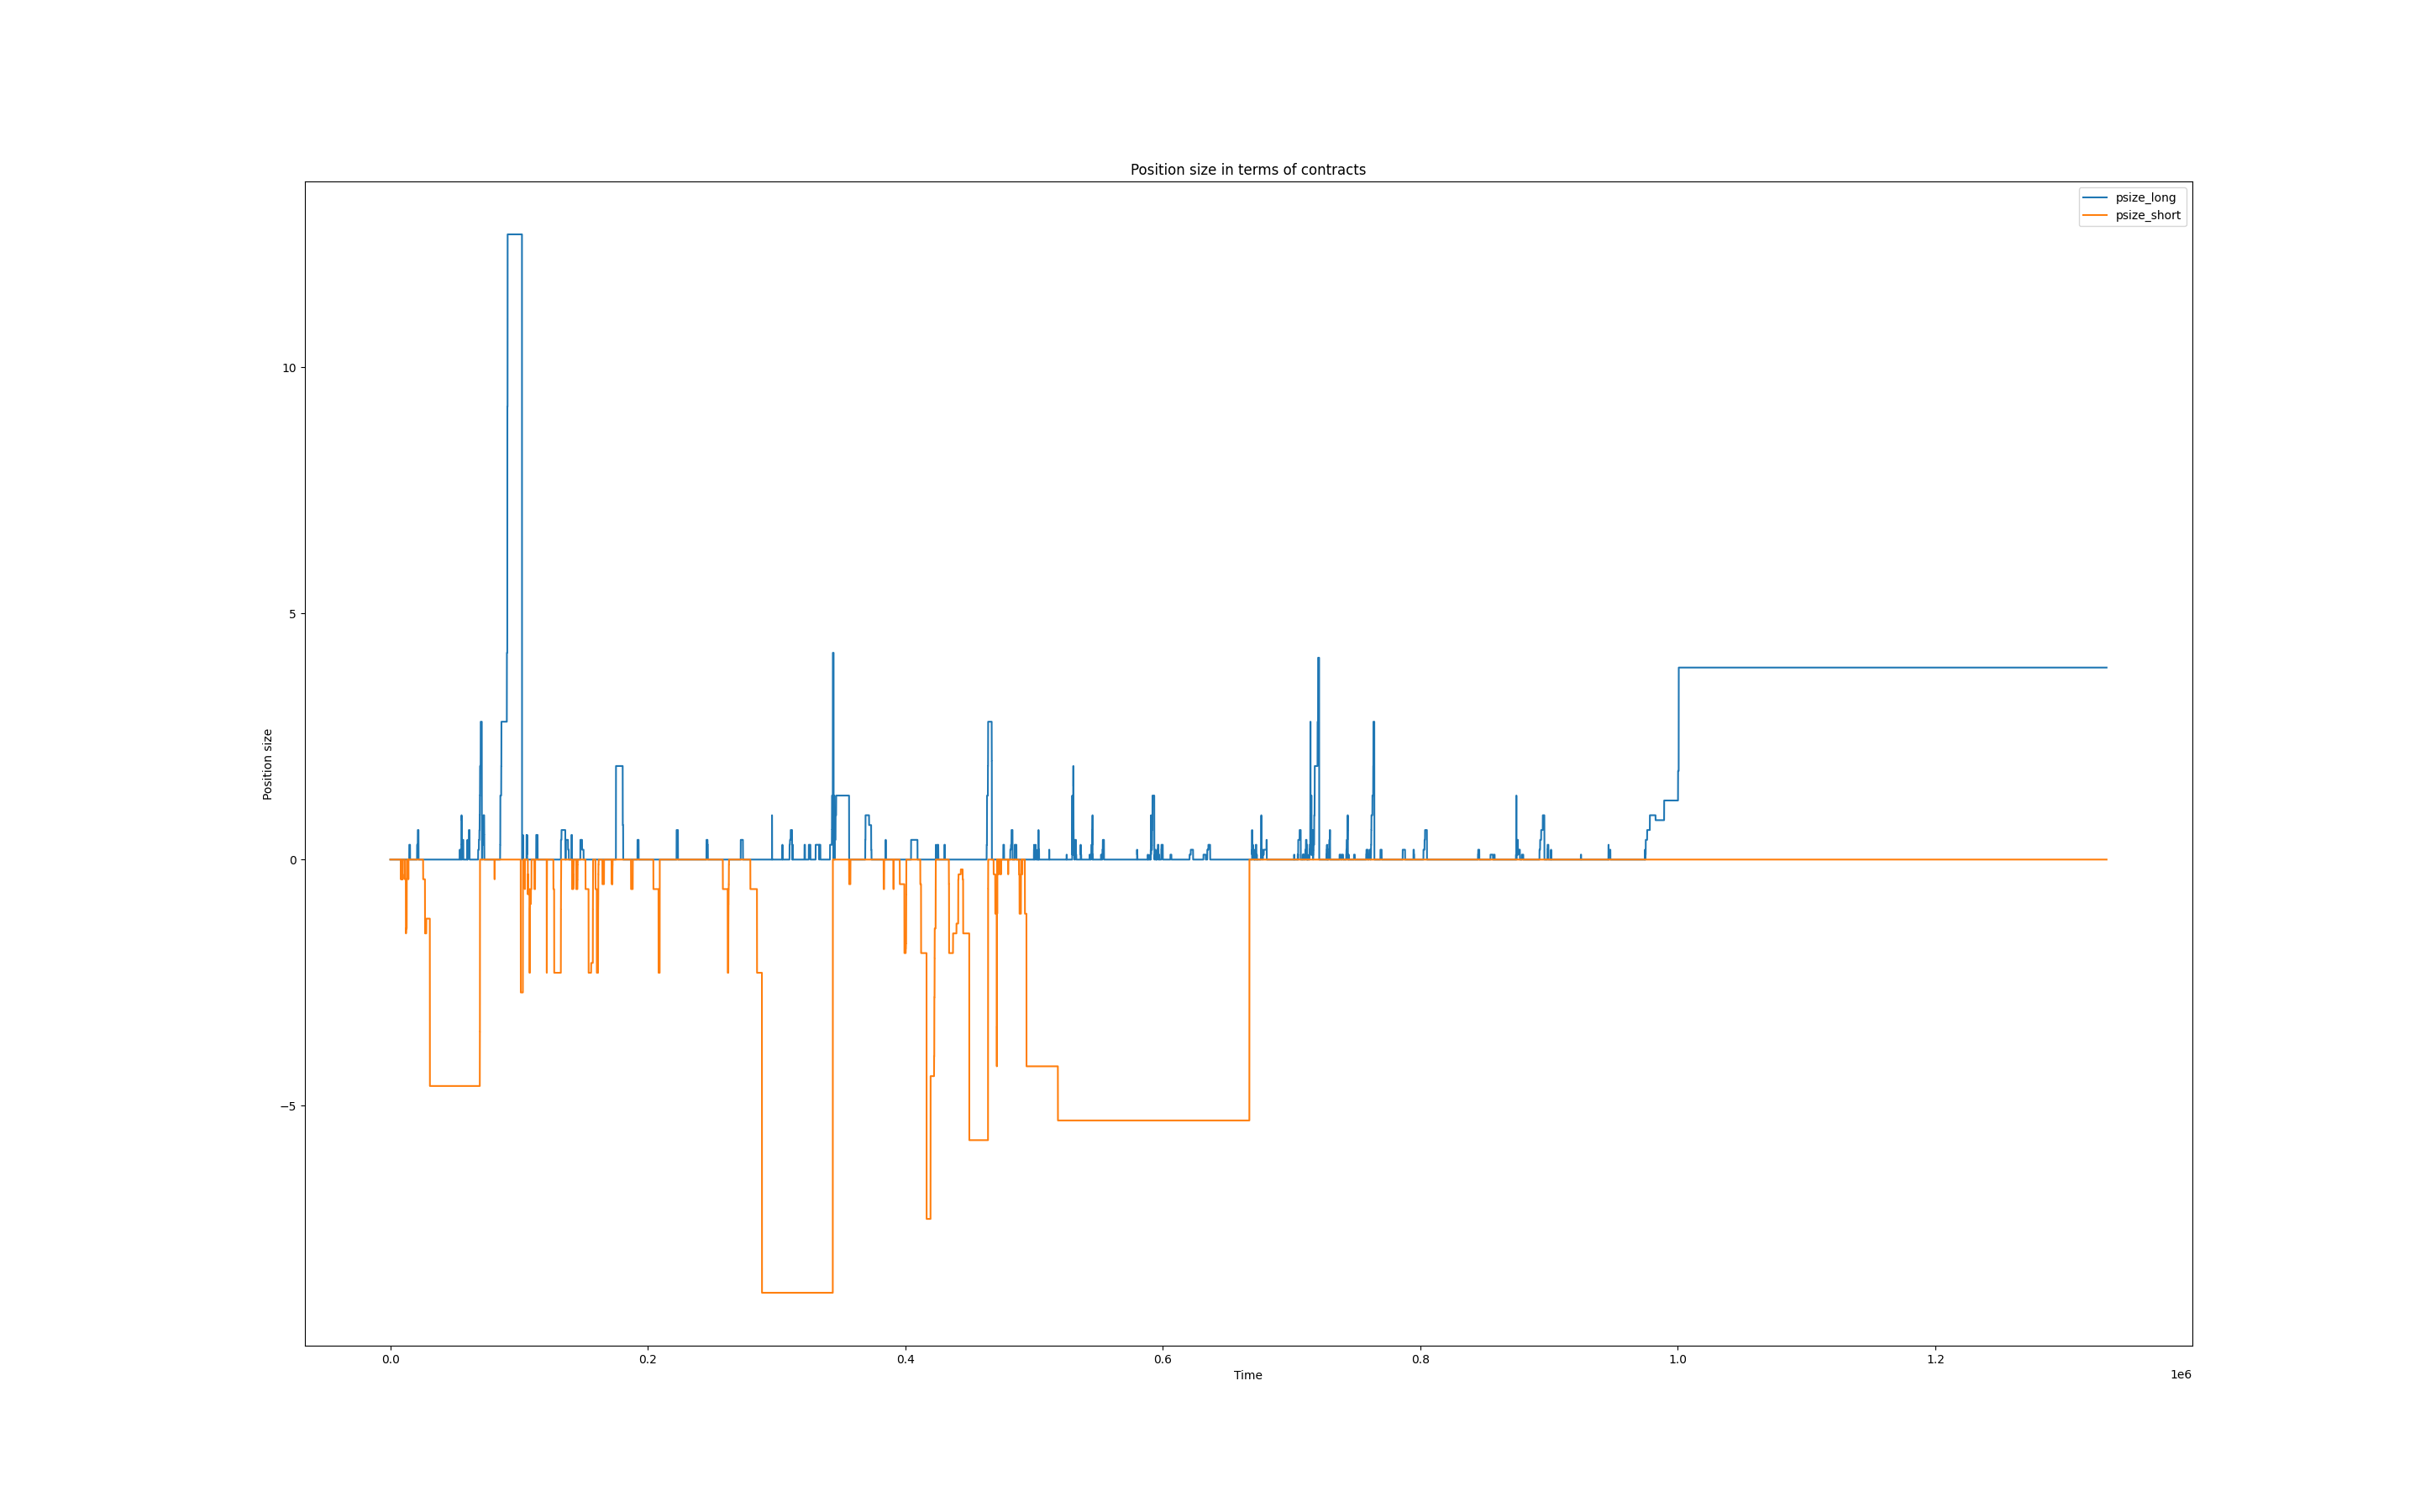 Position size in terms of contracts
psize_long
psize_short
10
5
0
−5
Position size
0.0 0.2 0.4 0.6 0.8 1.0 1.2
1e6
Time